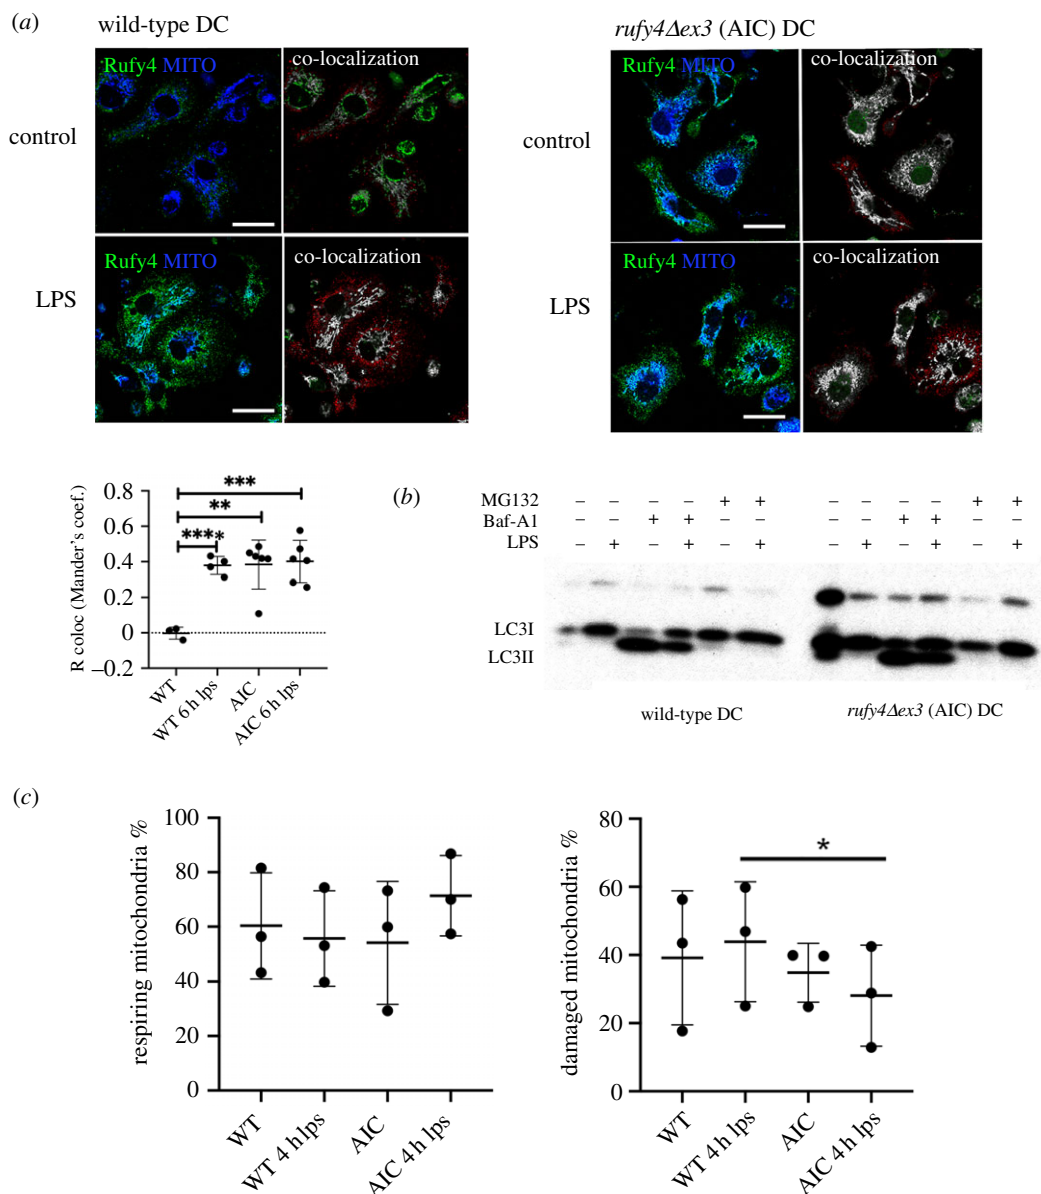 (a)
wild-type DC
rufy4Δex3 (AIC) DC
Rufy4 MITO
co-localization
Rufy4 MITO
co-localization
control
control
Rufy4 MITO
co-localization
Rufy4 MITO
co-localization
LPS
LPS
R coloc (Mander's coef.)
0.8
0.6
0.4
0.2
0
–0.2
***
**
****
WT
WT 6 h lps
AIC
AIC 6 h lps
(b)
MG132 – – – – + + – – – – + +
Baf-A1 – – + + – – – – + + – –
LPS – + – + – + – + – + – +
LC3I
LC3II
wild-type DC
rufy4Δex3 (AIC) DC
(c)
respiring mitochondria %
100
80
60
40
20
0
WT
WT 4 h lps
AIC
AIC 4 h lps
damaged mitochondria %
80
60
40
20
0
*
WT
WT 4 h lps
AIC
AIC 4 h lps